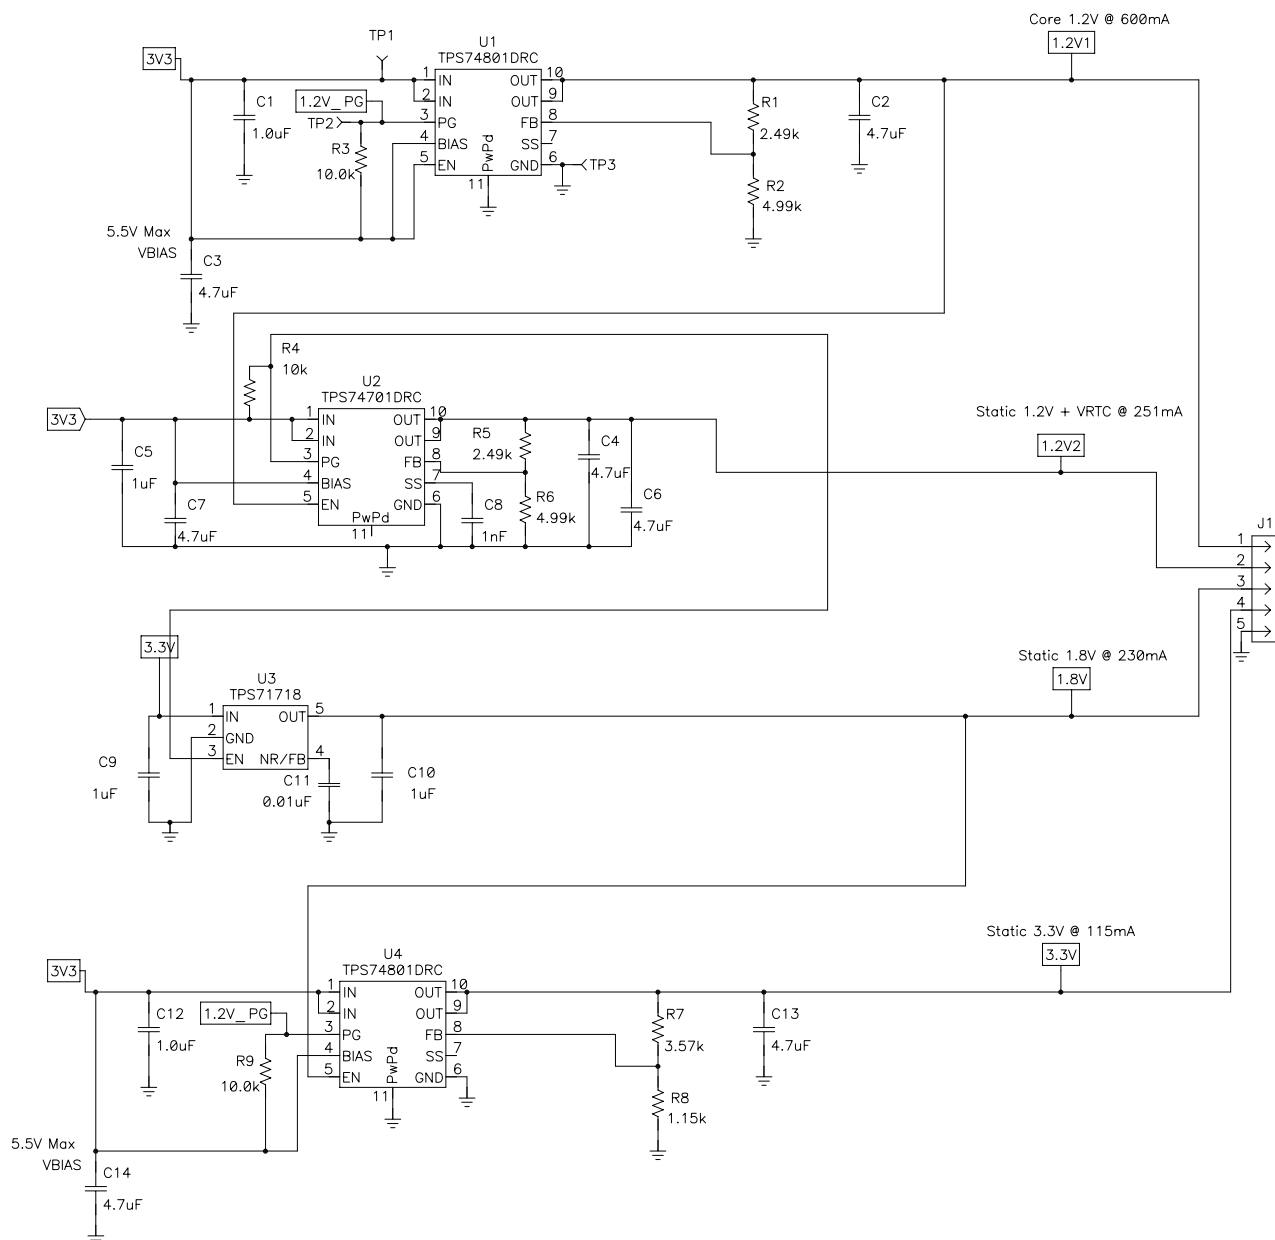 Core 1.2V @ 600mA
1.2V1
TP1
3V3
U1
TPS74801DRC
1 IN OUT 10
2 IN OUT 9
3 PG FB 8
4 BIAS SS 7
5 EN GND 6
PwPd
11
1.2V_PG
TP2
TP3
C1
1.0uF
R3
10.0k
R1
2.49k
R2
4.99k
C2
4.7uF
5.5V Max
VBIAS
C3
4.7uF
R4
10k
3V3
U2
TPS74701DRC
1 IN OUT 10
2 IN OUT 9
3 PG FB 8
4 BIAS SS 7
5 EN GND 6
PwPd
11
C5
1uF
C7
4.7uF
R5
2.49k
R6
4.99k
C8
1nF
C4
4.7uF
C6
4.7uF
Static 1.2V + VRTC @ 251mA
1.2V2
J1
1
2
3
4
5
3.3V
U3
TPS71718
1 IN OUT 5
2 GND
3 EN NR/FB 4
C9
1uF
C11
0.01uF
C10
1uF
Static 1.8V @ 230mA
1.8V
Static 3.3V @ 115mA
3.3V
3V3
U4
TPS74801DRC
1 IN OUT 10
2 IN OUT 9
3 PG FB 8
4 BIAS SS 7
5 EN GND 6
PwPd
11
1.2V_PG
C12
1.0uF
R9
10.0k
R7
3.57k
R8
1.15k
C13
4.7uF
5.5V Max
VBIAS
C14
4.7uF